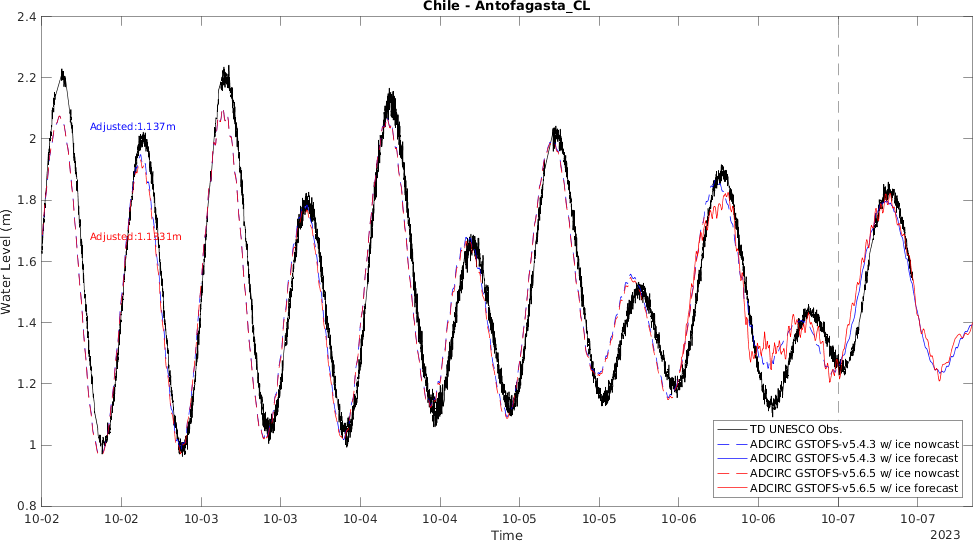 Chile - Antofagasta_CL
2.4
2.2
2
1.8
1.6
1.4
1.2
1
0.8
Water Level (m)
Adjusted:1.137m
Adjusted:1.1331m
TD UNESCO Obs.
ADCIRC GSTOFS-v5.4.3 w/ ice nowcast
ADCIRC GSTOFS-v5.4.3 w/ ice forecast
ADCIRC GSTOFS-v5.6.5 w/ ice nowcast
ADCIRC GSTOFS-v5.6.5 w/ ice forecast
10-02 10-02 10-03 10-03 10-04 10-04 10-05 10-05 10-06 10-06 10-07 10-07
Time
2023